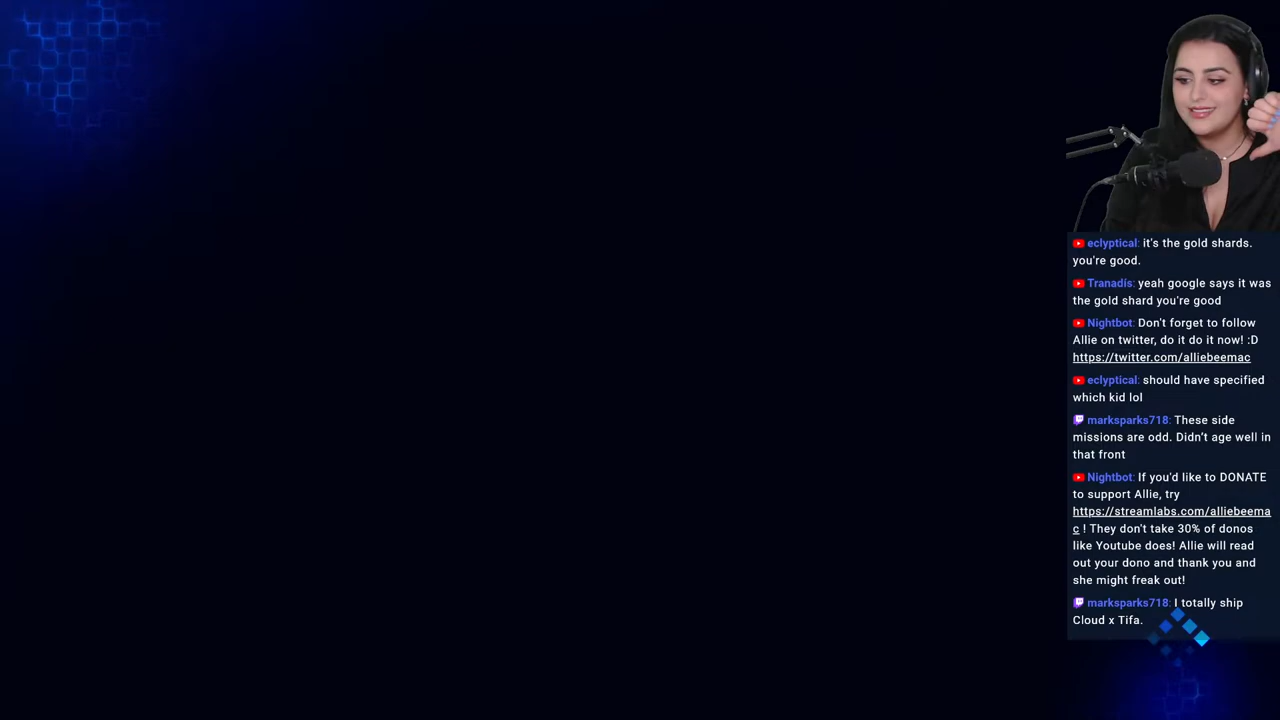 eclyptical: it's the gold shards.
you're good.
Tranadís: yeah google says it was
the gold shard you're good
Nightbot: Don't forget to follow
Allie on twitter, do it do it now! :D
https://twitter.com/alliebeemac
eclyptical: should have specified
which kid lol
marksparks718: These side
missions are odd. Didn’t age well in
that front
Nightbot: If you'd like to DONATE
to support Allie, try
https://streamlabs.com/alliebeema
c ! They don't take 30% of donos
like Youtube does! Allie will read
out your dono and thank you and
she might freak out!
marksparks718: I totally ship
Cloud x Tifa.